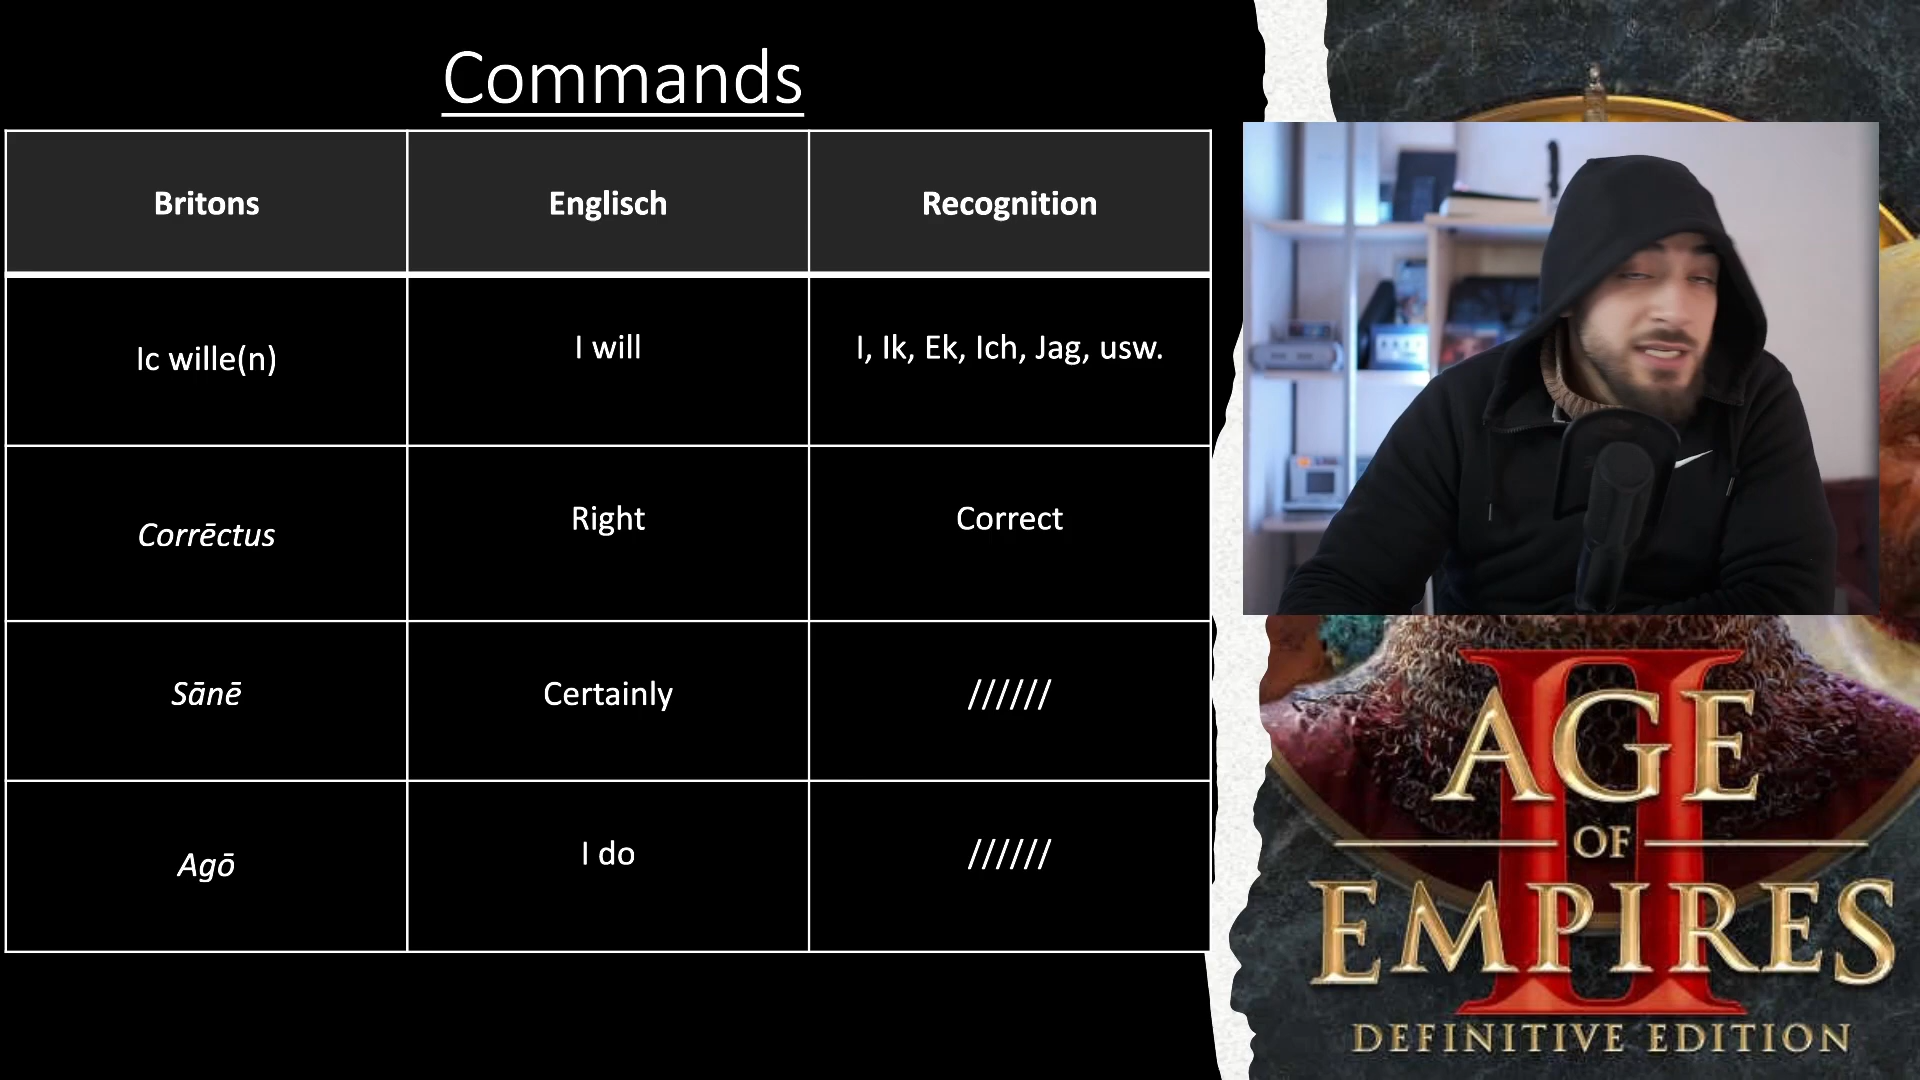 Commands
Britons
Englisch
Recognition
Ic wille(n)
I will
I, Ik, Ek, Ich, Jag, usw.
Corrēctus
Right
Correct
Sānē
Certainly
//////
Agō
I do
//////
II
AGE
OF
EMPIRES
DEFINITIVE EDITION